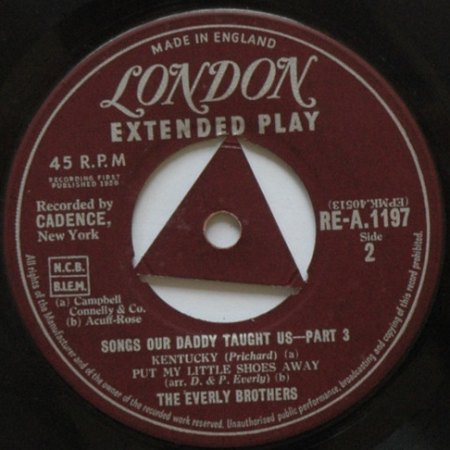 MADE IN ENGLAND
LONDON
EXTENDED PLAY
45 R.P.M
RECORDING FIRST
PUBLISHED 1958
Recorded by
CADENCE,
New York
(EPMK.40513)
RE-A.1197
Side
2
N.C.B.
B.I.E.M.
(a) Campbell
Connelly & Co.
(b) Acuff-Rose
SONGS OUR DADDY TAUGHT US—PART 3
KENTUCKY (Prichard) (a)
PUT MY LITTLE SHOES AWAY
(arr. D. & P. Everly) (b)
THE EVERLY BROTHERS
All rights of the Manufacturer and of the owner of the recorded work reserved. Unauthorised public performance, broadcasting and copying of this record prohibited.